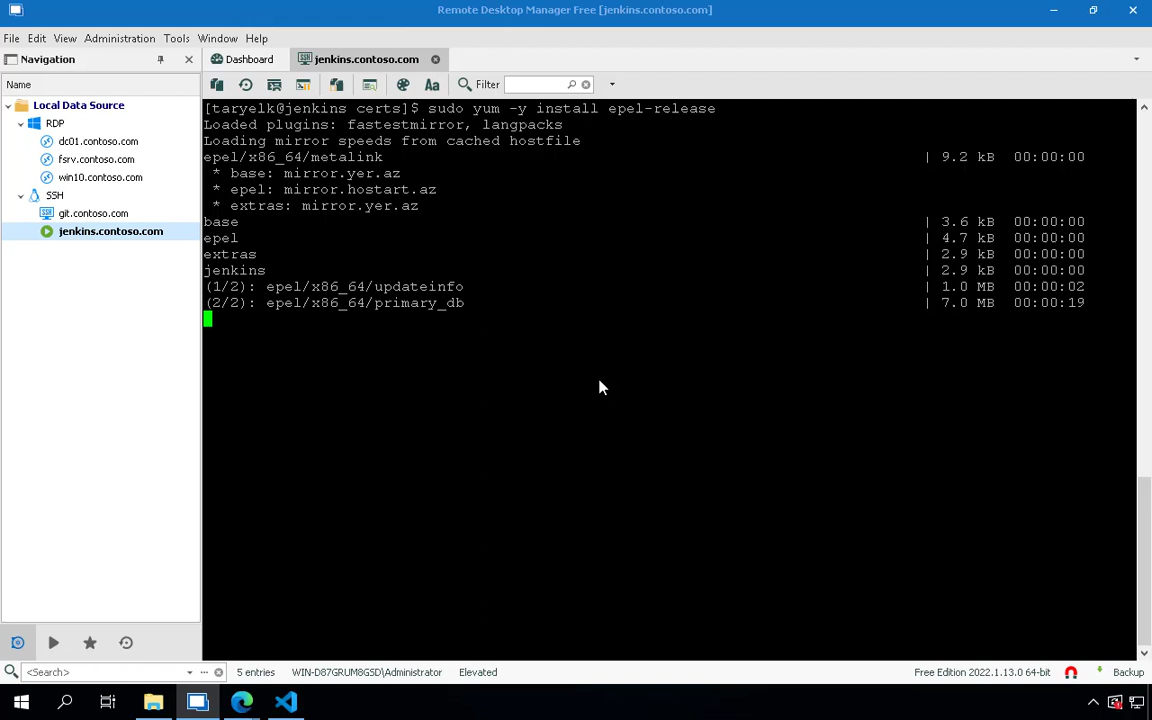 Remote Desktop Manager Free [jenkins.contoso.com]
File Edit View Administration Tools Window Help
Navigation
Dashboard
jenkins.contoso.com
Name
Filter
Local Data Source
RDP
dc01.contoso.com
fsrv.contoso.com
win10.contoso.com
SSH
git.contoso.com
jenkins.contoso.com
[taryelk@jenkins certs]$ sudo yum -y install epel-release
Loaded plugins: fastestmirror, langpacks
Loading mirror speeds from cached hostfile
epel/x86_64/metalink | 9.2 kB 00:00:00
* base: mirror.yer.az
* epel: mirror.hostart.az
* extras: mirror.yer.az
base | 3.6 kB 00:00:00
epel | 4.7 kB 00:00:00
extras | 2.9 kB 00:00:00
jenkins | 2.9 kB 00:00:00
(1/2): epel/x86_64/updateinfo | 1.0 MB 00:00:02
(2/2): epel/x86_64/primary_db | 7.0 MB 00:00:19
<Search>
5 entries
WIN-D87GRUM8GSD\Administrator
Elevated
Free Edition 2022.1.13.0 64-bit
Backup